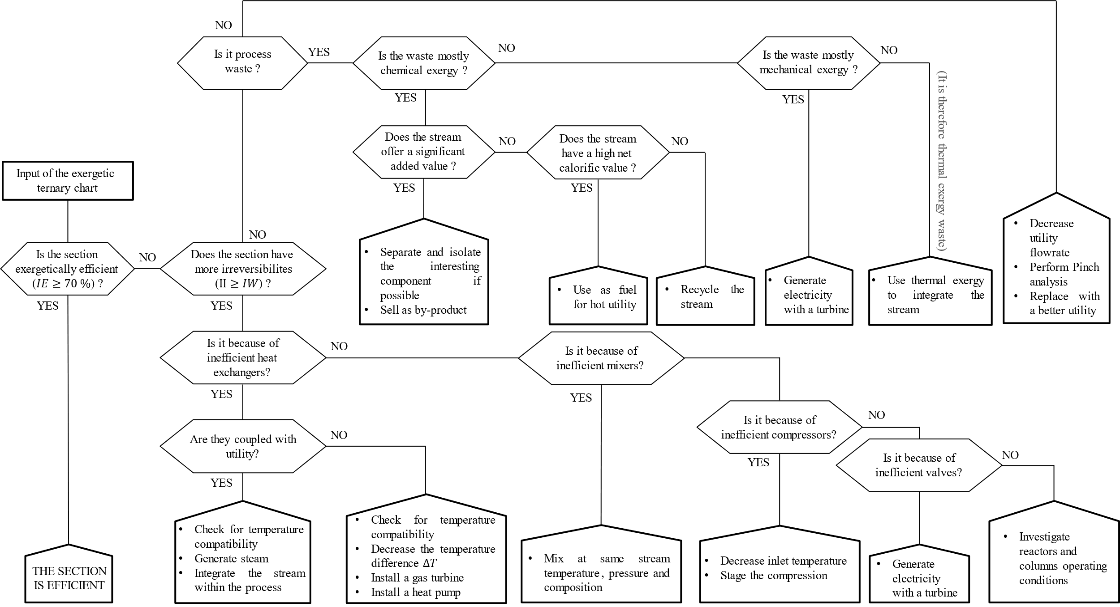 NO
Is it process
waste ?
YES
Is the waste mostly
chemical exergy ?
NO
Is the waste mostly
mechanical exergy ?
NO
YES
YES
(It is therefore thermal exergy waste)
Does the stream
offer a significant
added value ?
NO
Does the stream
have a high net
calorific value ?
NO
YES
YES
Input of the exergetic
ternary chart
Is the section
exergetically efficient
(IE ≥ 70 %) ?
NO
YES
NO
Does the section have
more irreversibilites
(II ≥ IW) ?
YES
• Separate and isolate
the interesting
component if
possible
• Sell as by-product
• Use as fuel
for hot utility
• Recycle the
stream
• Generate
electricity
with a turbine
• Use thermal exergy
to integrate the
stream
• Decrease
utility
flowrate
• Perform Pinch
analysis
• Replace with
a better utility
Is it because of
inefficient heat
exchangers?
NO
YES
Is it because of
inefficient mixers?
YES
Is it because of
inefficient compressors?
NO
YES
Are they coupled with
utility?
NO
YES
Is it because of
inefficient valves?
NO
THE SECTION
IS EFFICIENT
• Check for temperature
compatibility
• Generate steam
• Integrate the stream
within the process
• Check for temperature
compatibility
• Decrease the temperature
difference ΔT
• Install a gas turbine
• Install a heat pump
• Mix at same stream
temperature, pressure and
composition
• Decrease inlet temperature
• Stage the compression
• Generate
electricity
with a turbine
• Investigate
reactors and
columns operating
conditions